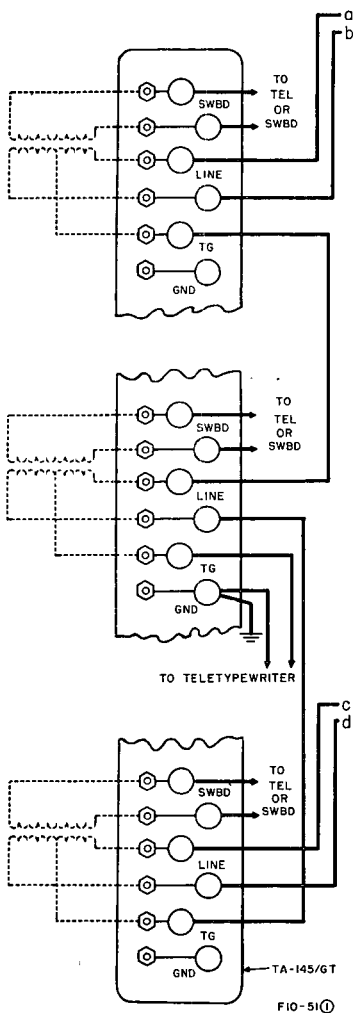 a
b
TO
TEL
OR
SWBD
SWBD
LINE
TG
GND
TO
TEL
OR
SWBD
SWBD
LINE
TG
GND
TO TELETYPEWRITER
c
d
TO
TEL
OR
SWBD
SWBD
LINE
TG
GND
TA-145/GT
FIO-51①